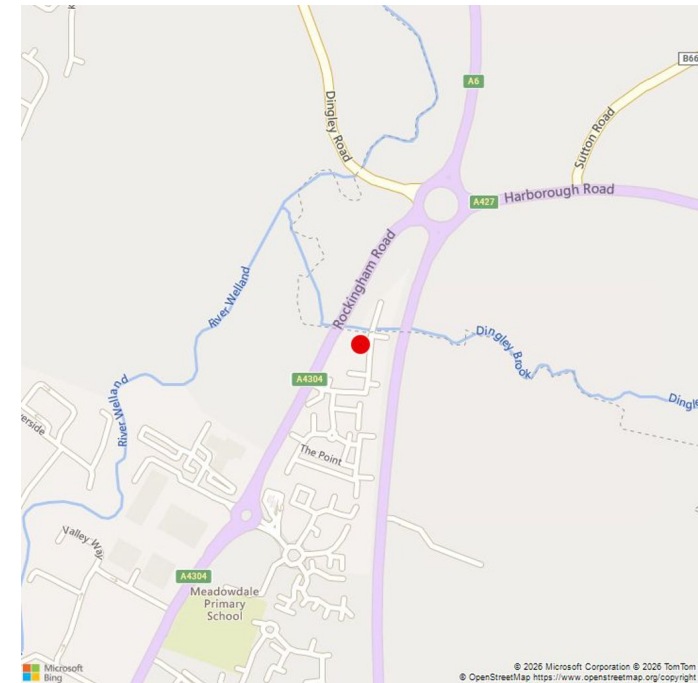 A6
B66
Dingley Road
Sutton Road
A427
Harborough Road
Rockingham Road
River Welland
Dingley Brook
A4304
River Welland
Dingle
erside
The Point
Valley Way
A4304
Meadowdale
Primary
School
Microsoft
Bing
© 2026 Microsoft Corporation © 2026 TomTom
© OpenStreetMap https://www.openstreetmap.org/copyright